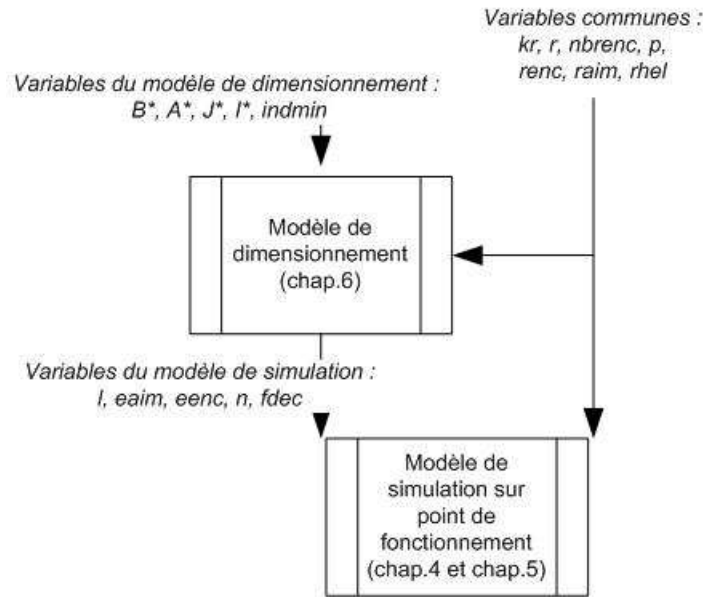 Variables communes :
kr, r, nbrenc, p,
renc, raim, rhel
Variables du modèle de dimensionnement :
B*, A*, J*, I*, indmin
Modèle de
dimensionnement
(chap.6)
Variables du modèle de simulation :
l, eaim, eenc, n, fdec
Modèle de
simulation sur
point de
fonctionnement
(chap.4 et chap.5)